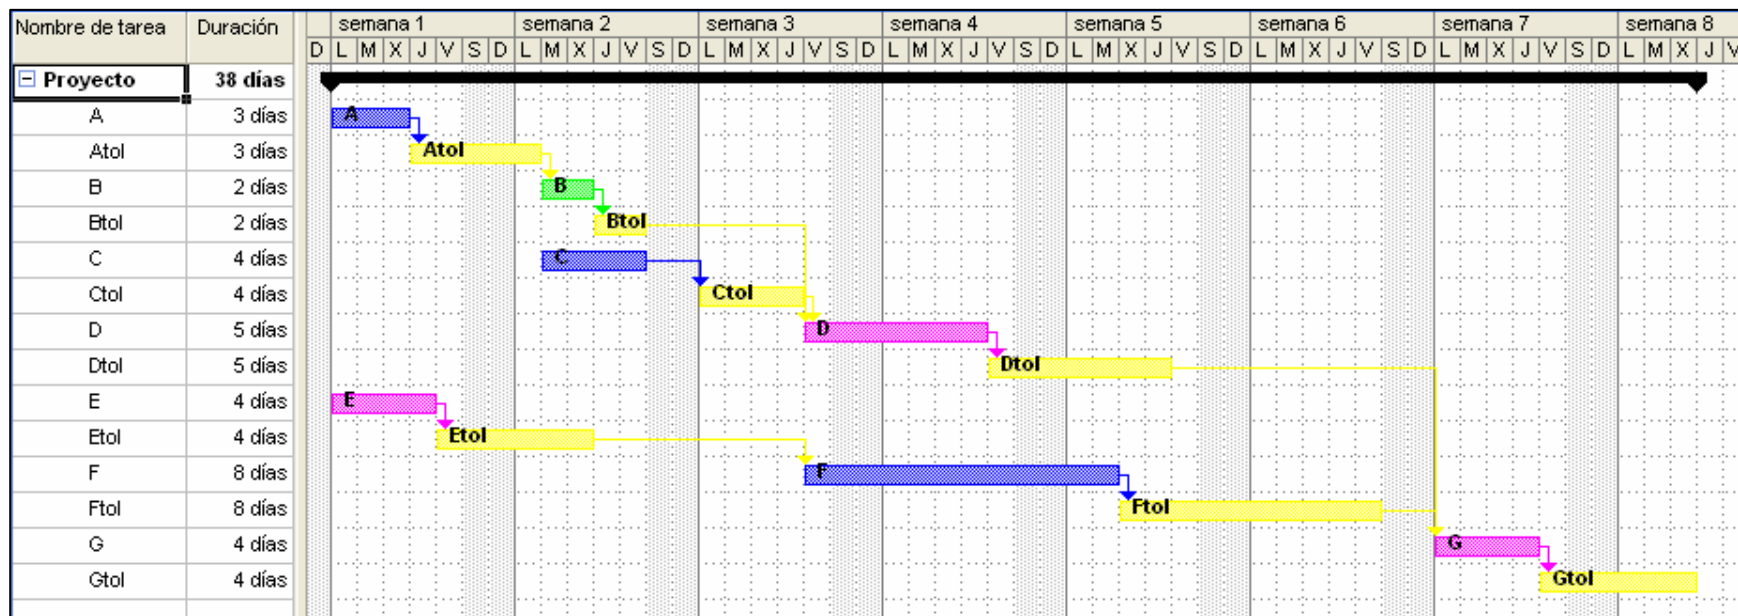 Nombre de tarea Duración semana 1 semana 2 semana 3 semana 4 semana 5 semana 6 semana 7 semana 8
D L M X J V S D L M X J V S D L M X J V S D L M X J V S D L M X J V S D L M X J V S D L M X J V S D L M X J V
Proyecto 38 días
A 3 días A
Atol 3 días Atol
B 2 días B
Btol 2 días Btol
C 4 días C
Ctol 4 días Ctol
D 5 días D
Dtol 5 días Dtol
E 4 días E
Etol 4 días Etol
F 8 días F
Ftol 8 días Ftol
G 4 días G
Gtol 4 días Gtol